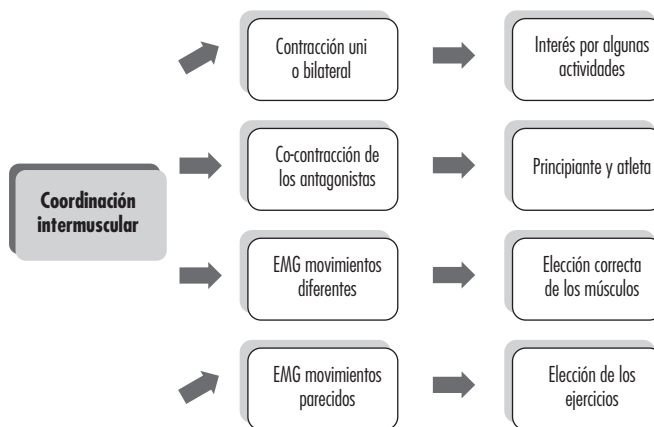 Contracción uni
o bilateral
Interés por algunas
actividades
Co-contracción de
los antagonistas
Principiante y atleta
Coordinación
intermuscular
EMG movimientos
diferentes
Elección correcta
de los músculos
EMG movimientos
parecidos
Elección de los
ejercicios